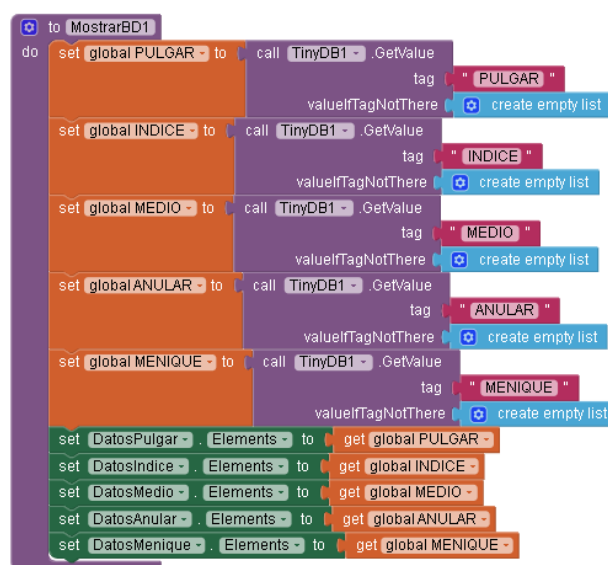 to MostrarBD1
do set global PULGAR to call TinyDB1 .GetValue
tag " PULGAR "
valueIfTagNotThere create empty list
set global INDICE to call TinyDB1 .GetValue
tag " INDICE "
valueIfTagNotThere create empty list
set global MEDIO to call TinyDB1 .GetValue
tag " MEDIO "
valueIfTagNotThere create empty list
set global ANULAR to call TinyDB1 .GetValue
tag " ANULAR "
valueIfTagNotThere create empty list
set global MENIQUE to call TinyDB1 .GetValue
tag " MENIQUE "
valueIfTagNotThere create empty list
set DatosPulgar . Elements to get global PULGAR
set DatosIndice . Elements to get global INDICE
set DatosMedio . Elements to get global MEDIO
set DatosAnular . Elements to get global ANULAR
set DatosMenique . Elements to get global MENIQUE